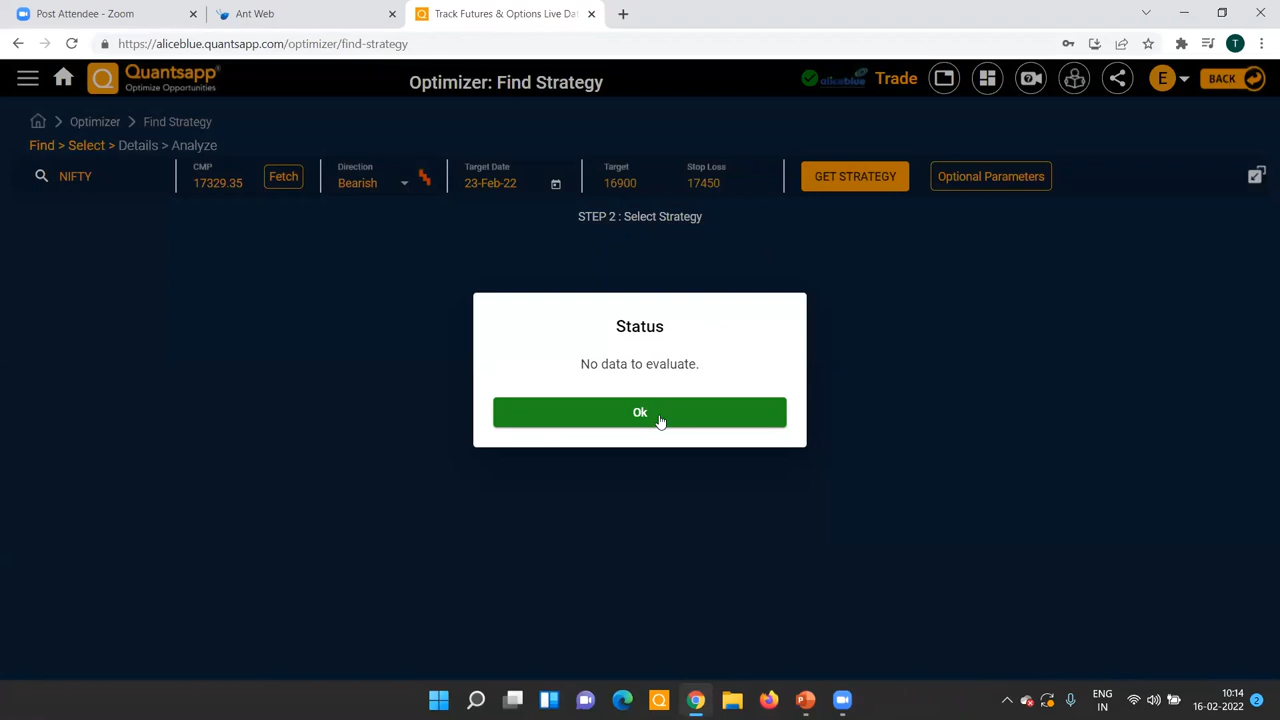 Post Attendee - Zoom
Ant Web
Track Futures & Options Live Da
https://aliceblue.quantsapp.com/optimizer/find-strategy
T
Quantsapp
Optimize Opportunities
Optimizer: Find Strategy
aliceblue Trade
E
BACK
Optimizer > Find Strategy
Find > Select > Details > Analyze
NIFTY
CMP
17329.35
Fetch
Direction
Bearish
Target Date
23-Feb-22
Target
16900
Stop Loss
17450
GET STRATEGY
Optional Parameters
STEP 2 : Select Strategy
Status
No data to evaluate.
Ok
ENG
IN
10:14
16-02-2022
2